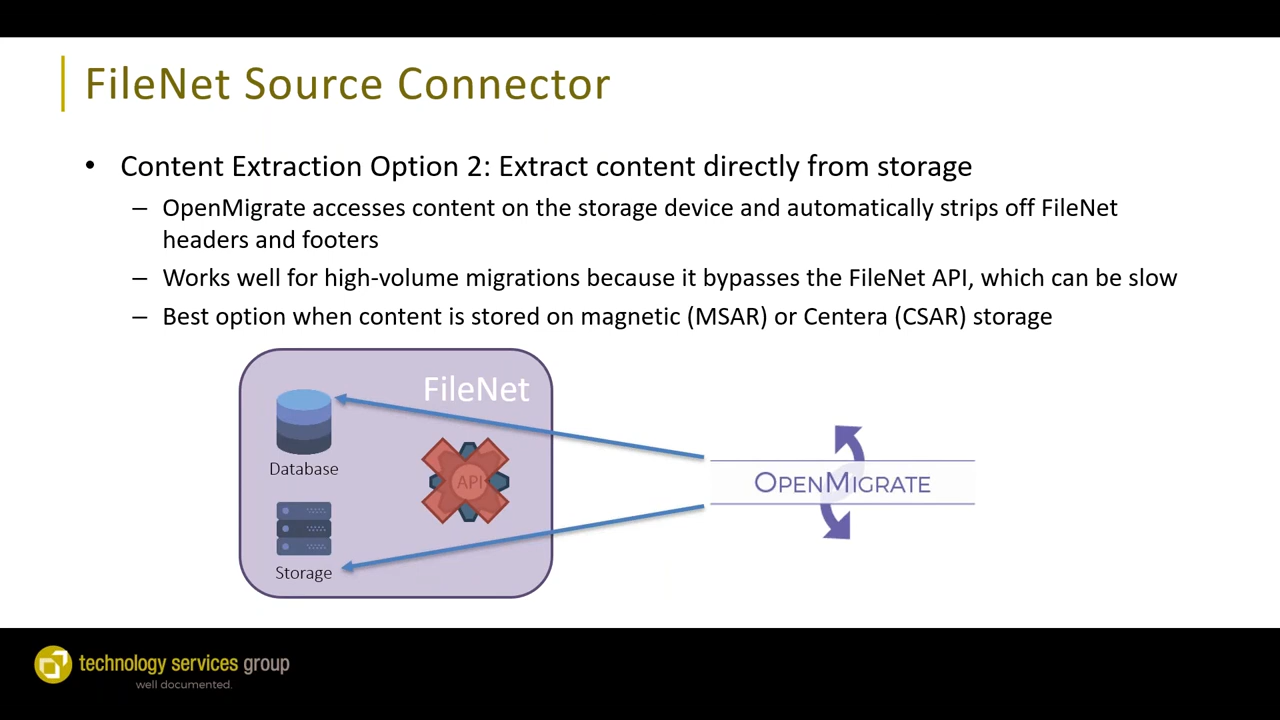 FileNet Source Connector
• Content Extraction Option 2: Extract content directly from storage
– OpenMigrate accesses content on the storage device and automatically strips off FileNet
headers and footers
– Works well for high-volume migrations because it bypasses the FileNet API, which can be slow
– Best option when content is stored on magnetic (MSAR) or Centera (CSAR) storage
FileNet
Database
API
OPENMIGRATE
Storage
technology services group
well documented.